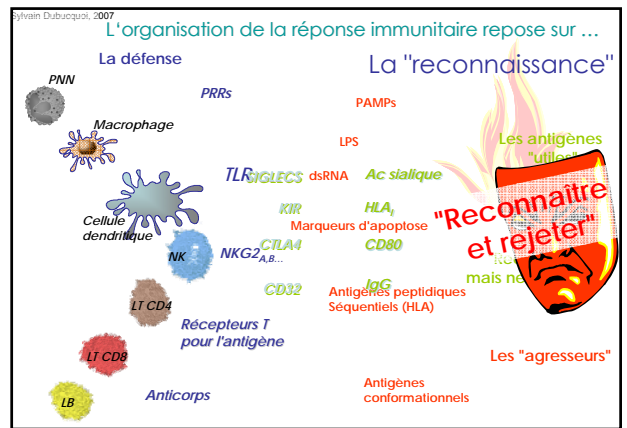 Sylvain Dubucquoi, 2007
L'organisation de la réponse immunitaire repose sur ...
La défense
La "reconnaissance"
PNN
PRRs
PAMPs
Macrophage
LPS
Les antigènes
"utiles"
TLR
SIGLECS
dsRNA
Ac sialique
KIR
HLAI
Cellule
dendritique
Marqueurs d'apoptose
"Reconnaître
et rejeter"
NK
NKG2A,B...
CTLA4
CD80
mais ne
CD32
IgG
Antigènes peptidiques
Séquentiels (HLA)
LT CD4
Récepteurs T
pour l'antigène
LT CD8
Les "agresseurs"
LB
Anticorps
Antigènes
conformationnels